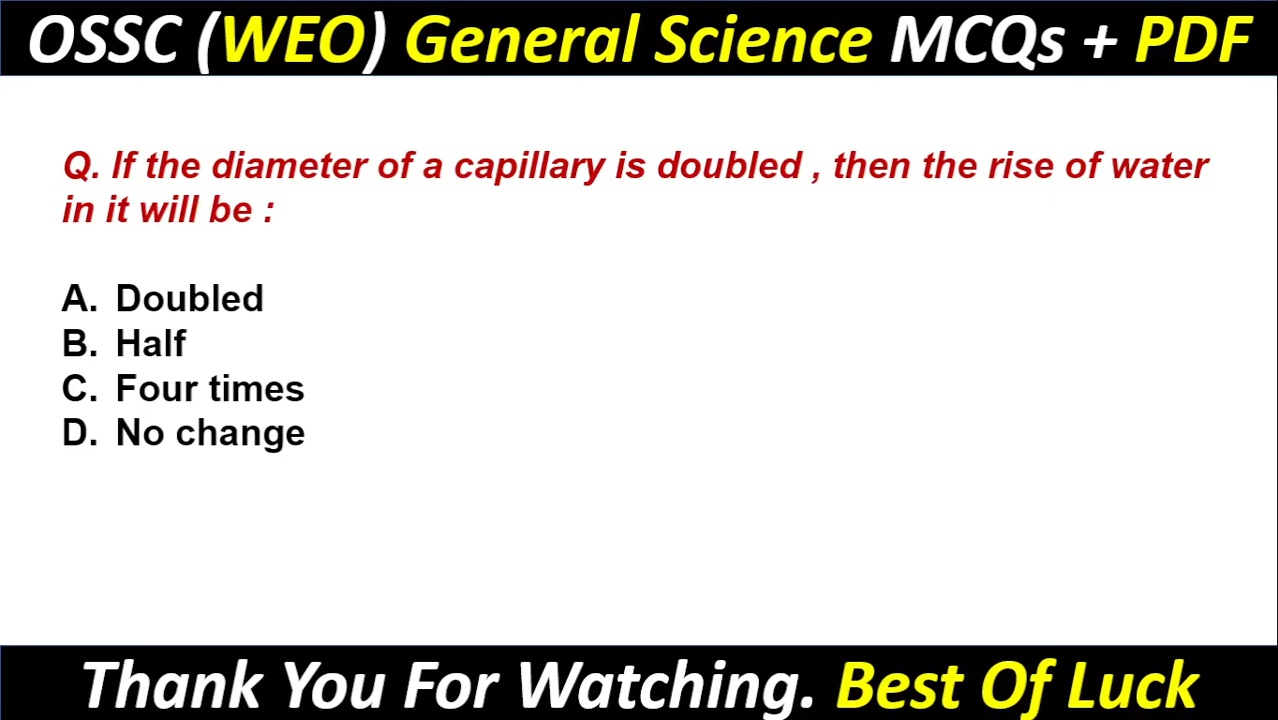 OSSC (WEO) General Science MCQs + PDF
Q. If the diameter of a capillary is doubled , then the rise of water
in it will be :
A. Doubled
B. Half
C. Four times
D. No change
Thank You For Watching. Best Of Luck